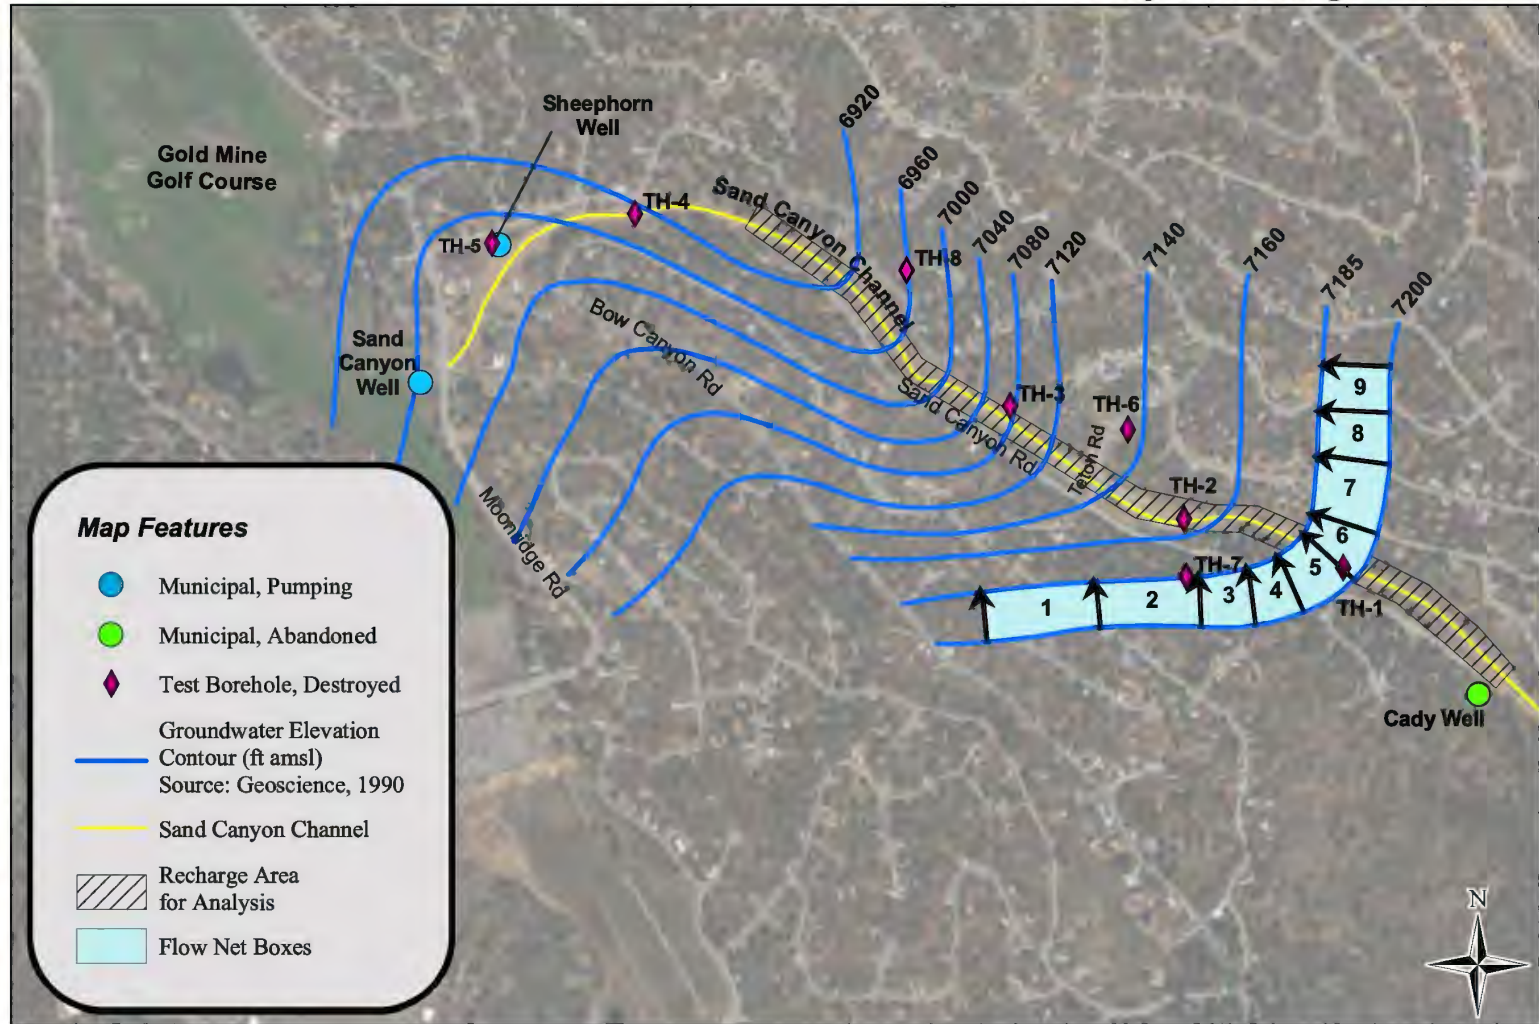 Sheephorn
Well
Gold Mine
Golf Course
6920
6960
7000
7040
7080
7120
7140
7160
7185
7200
Sand Canyon Channel
TH-4
TH-5
TH-8
Bow Canyon Rd
Sand
Canyon
Well
Sand Canyon Rd
TH-3
TH-6
Teton Rd
TH-2
Moonridge Rd
TH-7
TH-1
1
2
3
4
5
6
7
8
9
Cady Well
Map Features
Municipal, Pumping
Municipal, Abandoned
Test Borehole, Destroyed
Groundwater Elevation
Contour (ft amsl)
Source: Geoscience, 1990
Sand Canyon Channel
Recharge Area
for Analysis
Flow Net Boxes
N